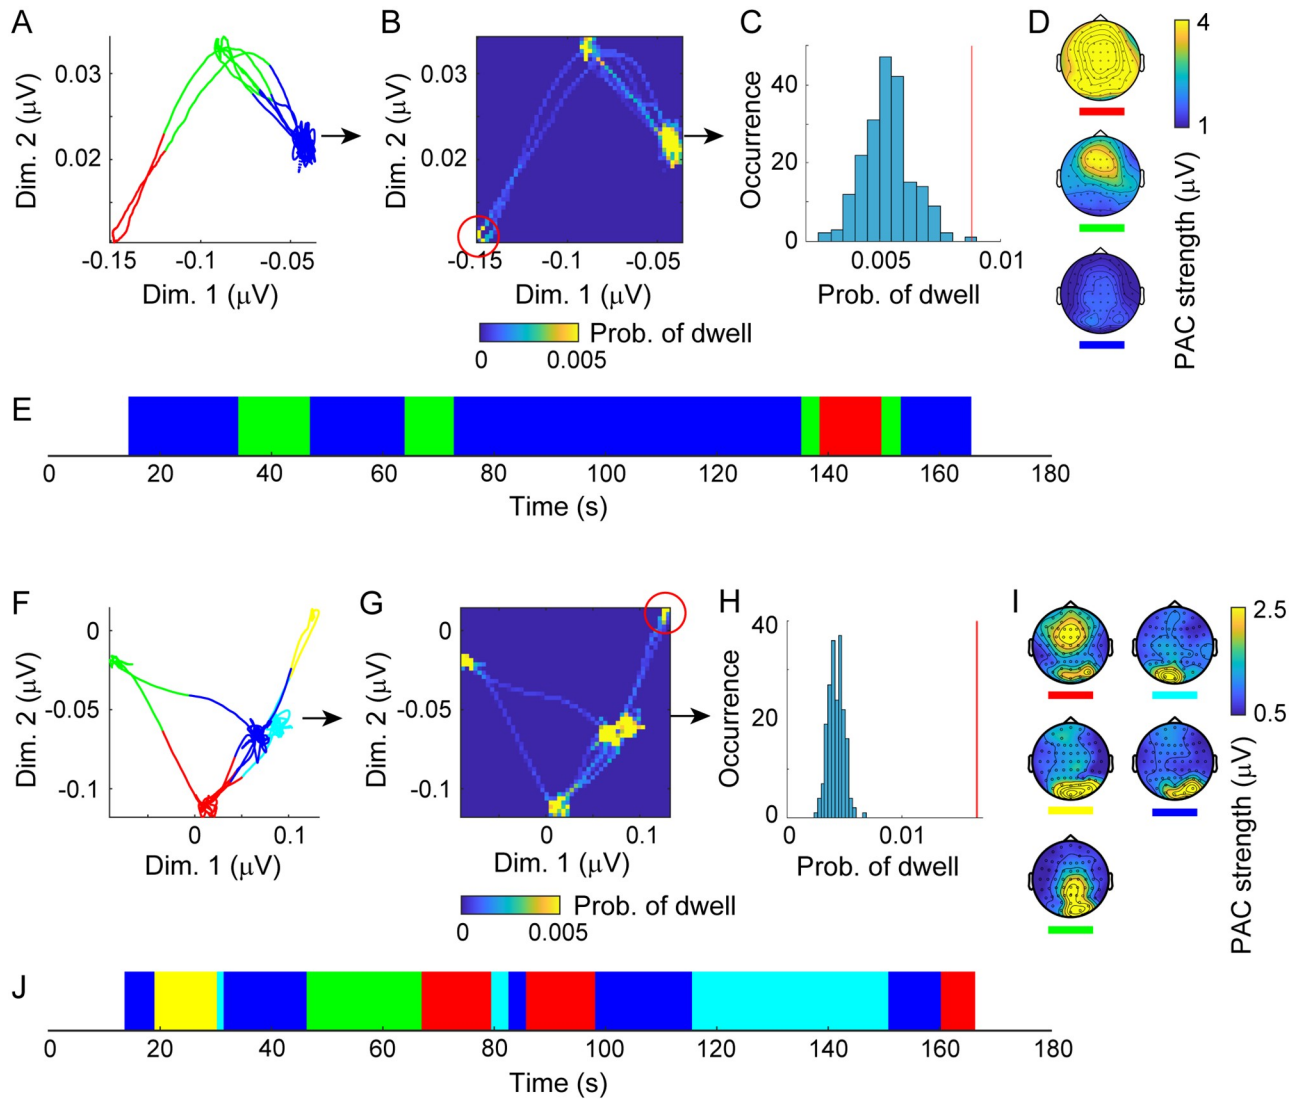 A
B
C
D
0.03
0.02
Dim. 2 (μV)
-0.15
-0.1
-0.05
Dim. 1 (μV)
0.03
0.02
Dim. 2 (μV)
-0.15
-0.1
-0.05
Dim. 1 (μV)
Prob. of dwell
0
0.005
40
20
0
Occurrence
0.005
0.01
Prob. of dwell
4
1
PAC strength (μV)
E
0 20 40 60 80 100 120 140 160 180
Time (s)
F
G
H
I
0
-0.05
-0.1
Dim. 2 (μV)
0
0.1
Dim. 1 (μV)
0
-0.05
-0.1
Dim. 2 (μV)
0
0.1
Dim. 1 (μV)
Prob. of dwell
0
0.005
40
20
0
Occurrence
0
0.01
Prob. of dwell
2.5
0.5
PAC strength (μV)
J
0 20 40 60 80 100 120 140 160 180
Time (s)